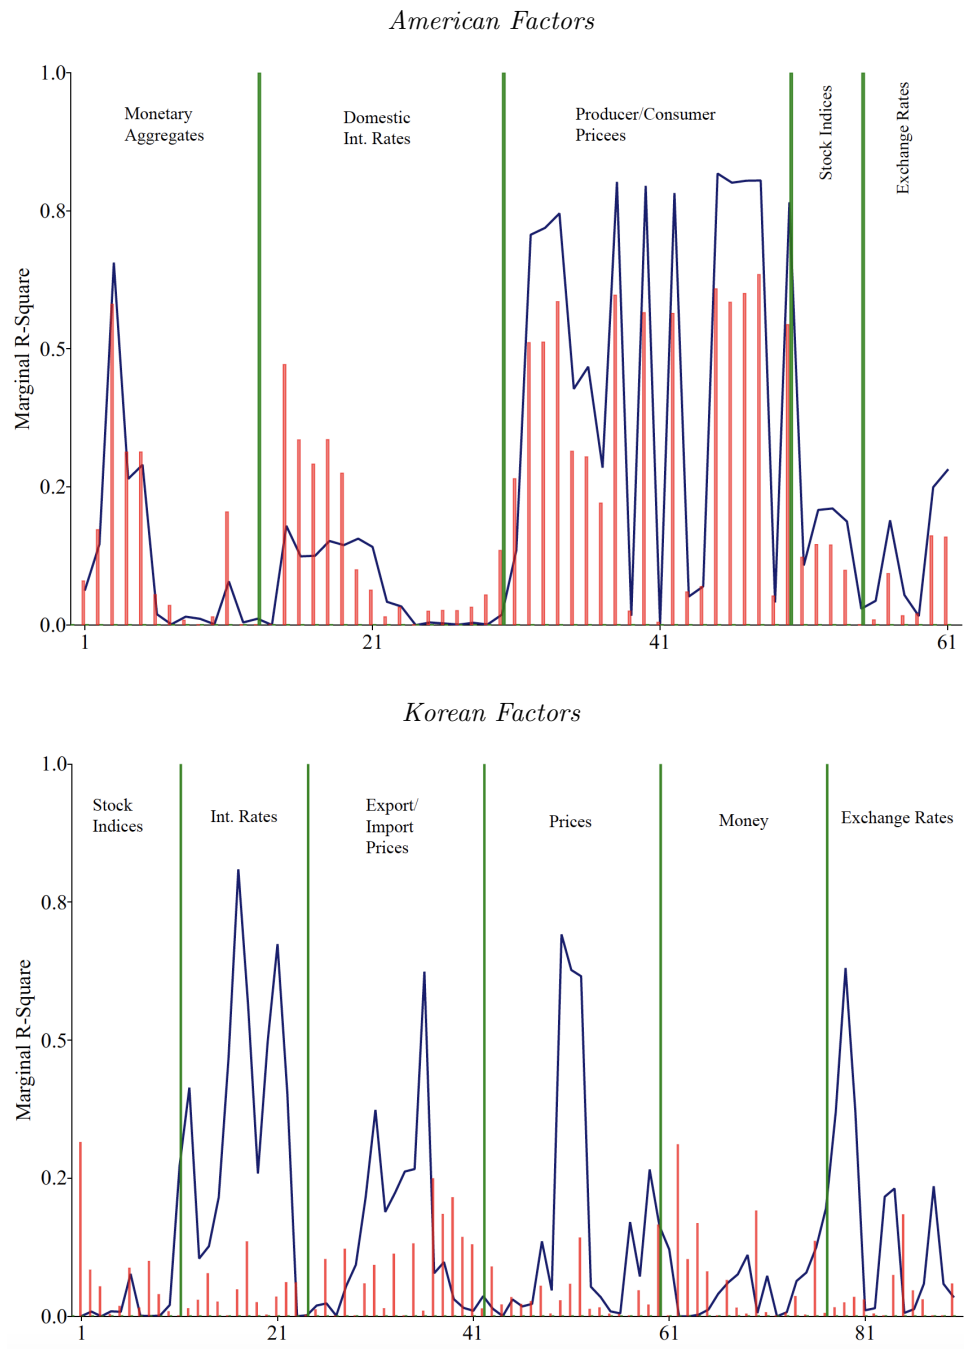 American Factors
1.0
Monetary
Aggregates
Domestic
Int. Rates
Producer/Consumer
Pricees
Stock Indices
Exchange Rates
0.8
Marginal R-Square
0.5
0.2
0.0
1
21
41
61
Korean Factors
1.0
Stock
Indices
Int. Rates
Export/
Import
Prices
Prices
Money
Exchange Rates
0.8
Marginal R-Square
0.5
0.2
0.0
1
21
41
61
81